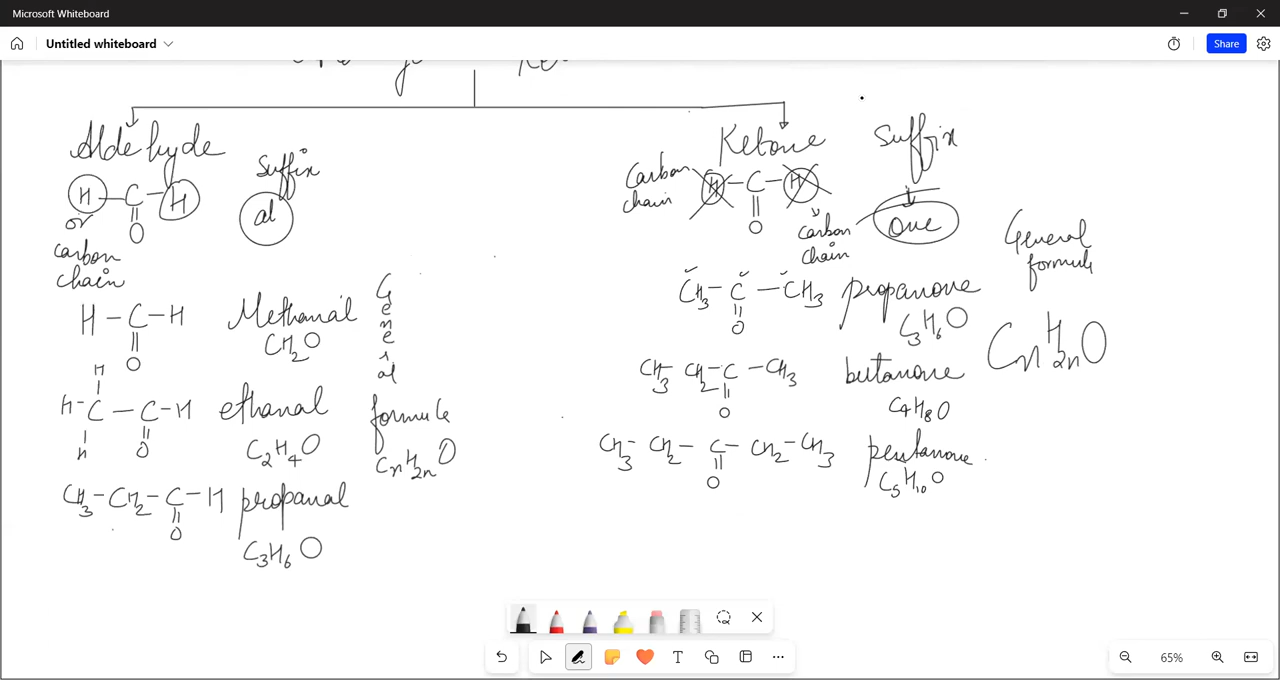 Microsoft Whiteboard
Untitled whiteboard
Share
Aldehyde
suffix
al
H-C-H
O
or
carbon
chain
H-C-H
O
Methanal
CH2O
H
H-C-C-H
H
O
ethanal
C2H4O
CH3-CH2-C-H
O
propanal
C3H6O
General
formule
CnH2nO
Ketone
suffix
one
Carbon
chain
H-C-H
O
carbon
chain
CH3-C-CH3
O
propanone
C3H6O
CH3 CH2-C-CH3
O
butanone
C4H8O
CH3 CH2-C-CH2-CH3
O
pentanone
C5H10O
General
formule
CnH2nO
T
65%